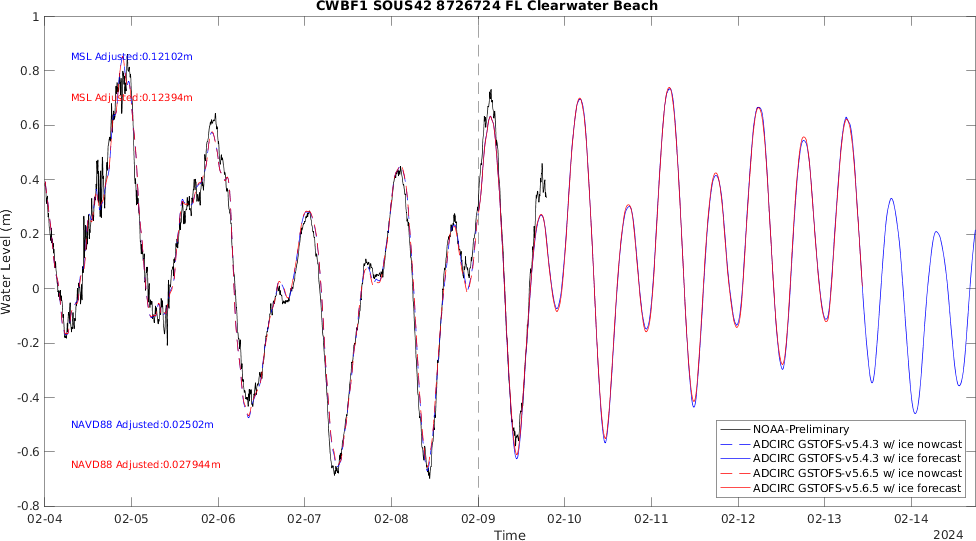 CWBF1 SOUS42 8726724 FL Clearwater Beach
1
0.8
0.6
0.4
0.2
0
-0.2
-0.4
-0.6
-0.8
Water Level (m)
MSL Adjusted:0.12102m
MSL Adjusted:0.12394m
NAVD88 Adjusted:0.02502m
NAVD88 Adjusted:0.027944m
NOAA-Preliminary
ADCIRC GSTOFS-v5.4.3 w/ ice nowcast
ADCIRC GSTOFS-v5.4.3 w/ ice forecast
ADCIRC GSTOFS-v5.6.5 w/ ice nowcast
ADCIRC GSTOFS-v5.6.5 w/ ice forecast
02-04 02-05 02-06 02-07 02-08 02-09 02-10 02-11 02-12 02-13 02-14
Time
2024